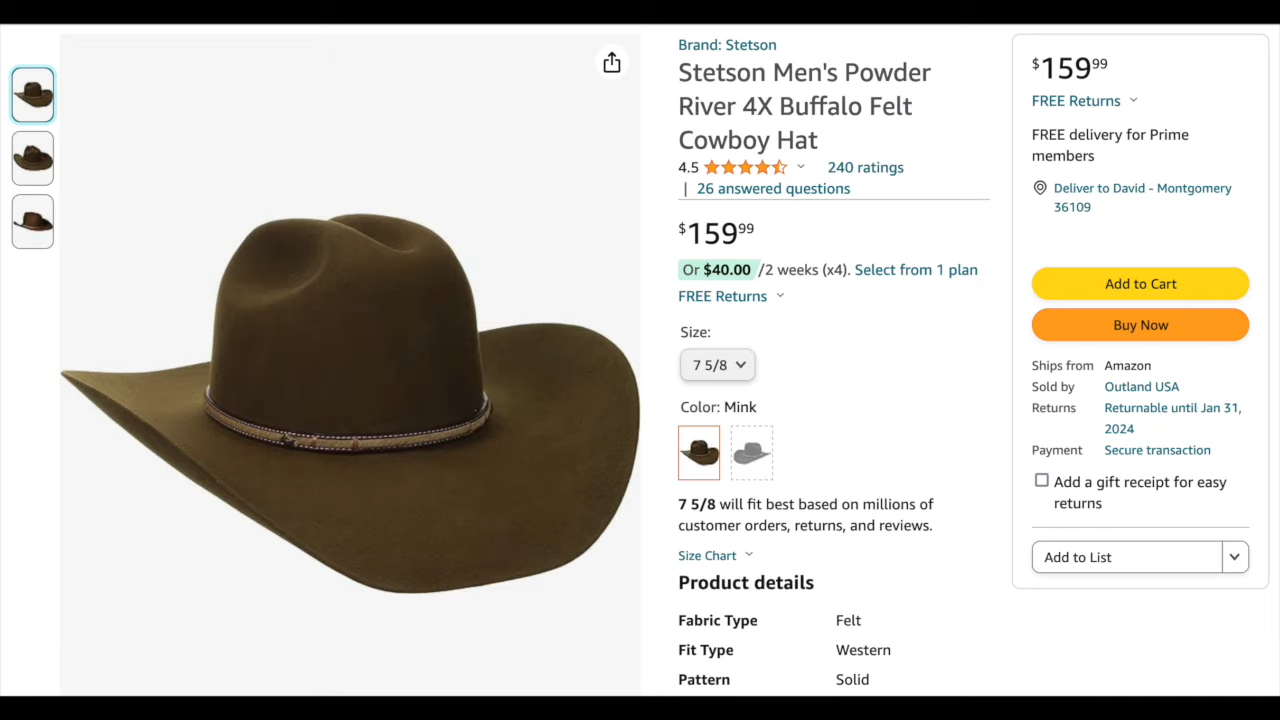 Brand: Stetson
Stetson Men's Powder
River 4X Buffalo Felt
Cowboy Hat
4.5 240 ratings
| 26 answered questions
$159 99
Or $40.00 /2 weeks (x4). Select from 1 plan
FREE Returns
Size:
7 5/8
Color: Mink
7 5/8 will fit best based on millions of
customer orders, returns, and reviews.
Size Chart
Product details
Fabric Type Felt
Fit Type Western
Pattern Solid
$159 99
FREE Returns
FREE delivery for Prime
members
Deliver to David - Montgomery
36109
Add to Cart
Buy Now
Ships from Amazon
Sold by Outland USA
Returns Returnable until Jan 31,
2024
Payment Secure transaction
Add a gift receipt for easy
returns
Add to List